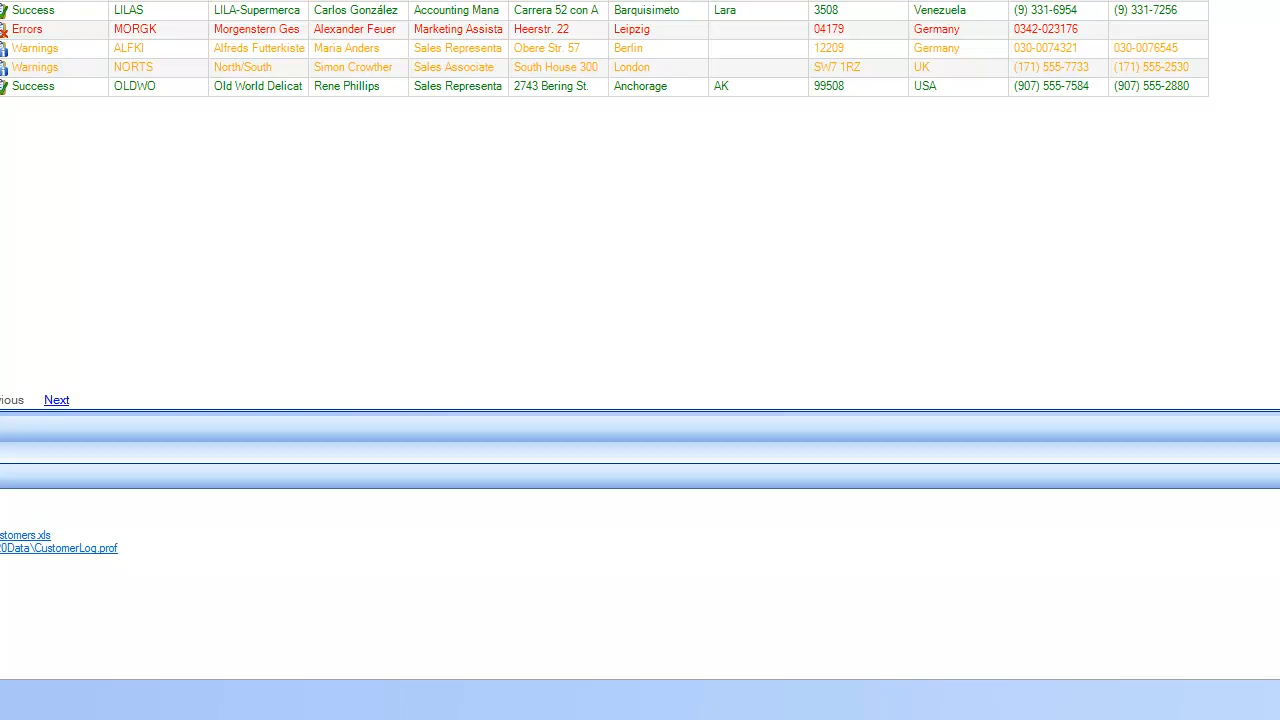 Success LILAS LILA-Supermerca Carlos González Accounting Mana Carrera 52 con A Barquisimeto Lara 3508 Venezuela (9) 331-6954 (9) 331-7256
Errors MORGK Morgenstern Ges Alexander Feuer Marketing Assista Heerstr. 22 Leipzig 04179 Germany 0342-023176
Warnings ALFKI Alfreds Futterkiste Maria Anders Sales Representa Obere Str. 57 Berlin 12209 Germany 030-0074321 030-0076545
Warnings NORTS North/South Simon Crowther Sales Associate South House 300 London SW7 1RZ UK (171) 555-7733 (171) 555-2530
Success OLDWO Old World Delicat Rene Phillips Sales Representa 2743 Bering St. Anchorage AK 99508 USA (907) 555-7584 (907) 555-2880
ious Next
stomers.xls
20Data\CustomerLog.prof